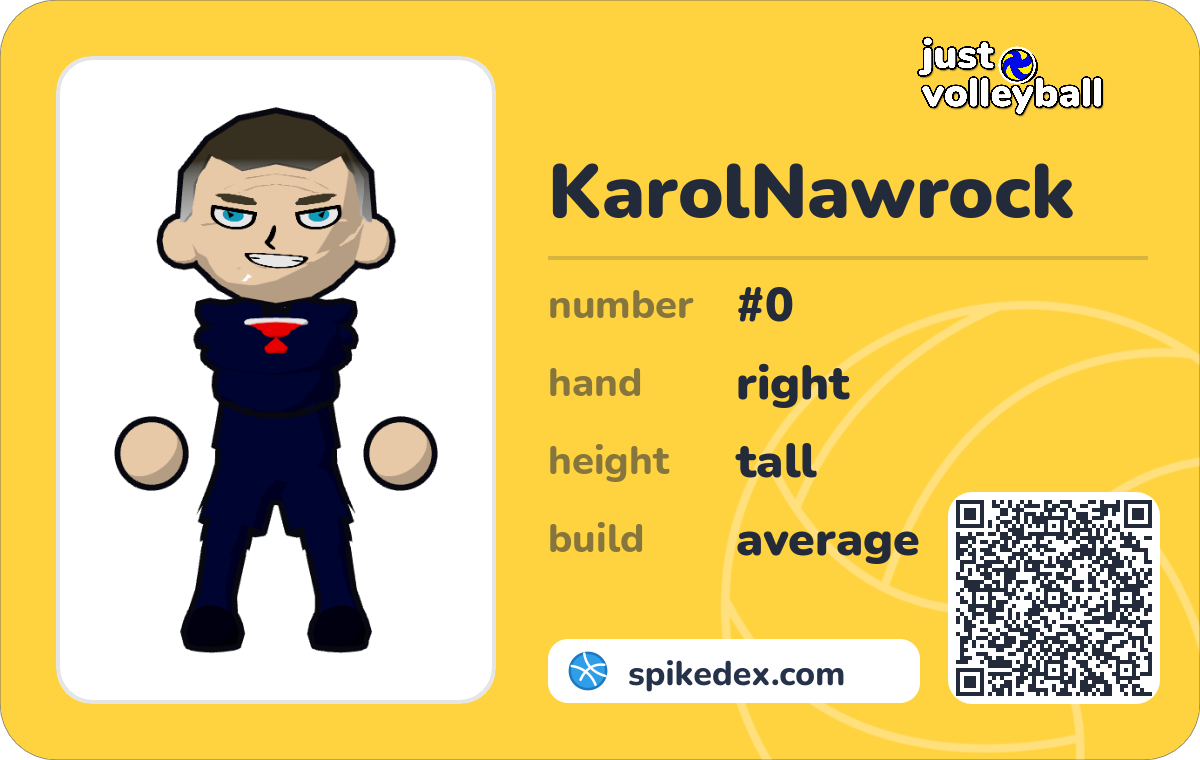 just
volleyball
KarolNawrock
number #0
hand right
height tall
build average
spikedex.com